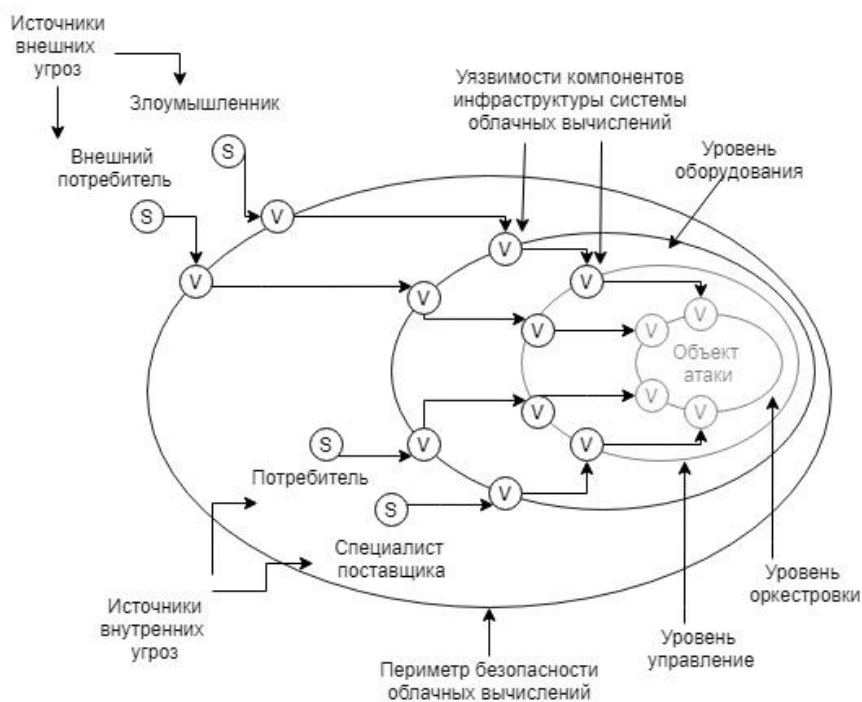 Источники
внешних
угроз
Злоумышленник
Внешний
потребитель
Уязвимости компонентов
инфраструктуры системы
облачных вычислений
Уровень
оборудования
S
S
V
V
V
V
V
V
V
V
Объект
атаки
V
V
V
V
V
V
S
Потребитель
S
Специалист
поставщика
Источники
внутренних
угроз
Периметр безопасности
облачных вычислений
Уровень
управление
Уровень
оркестровки